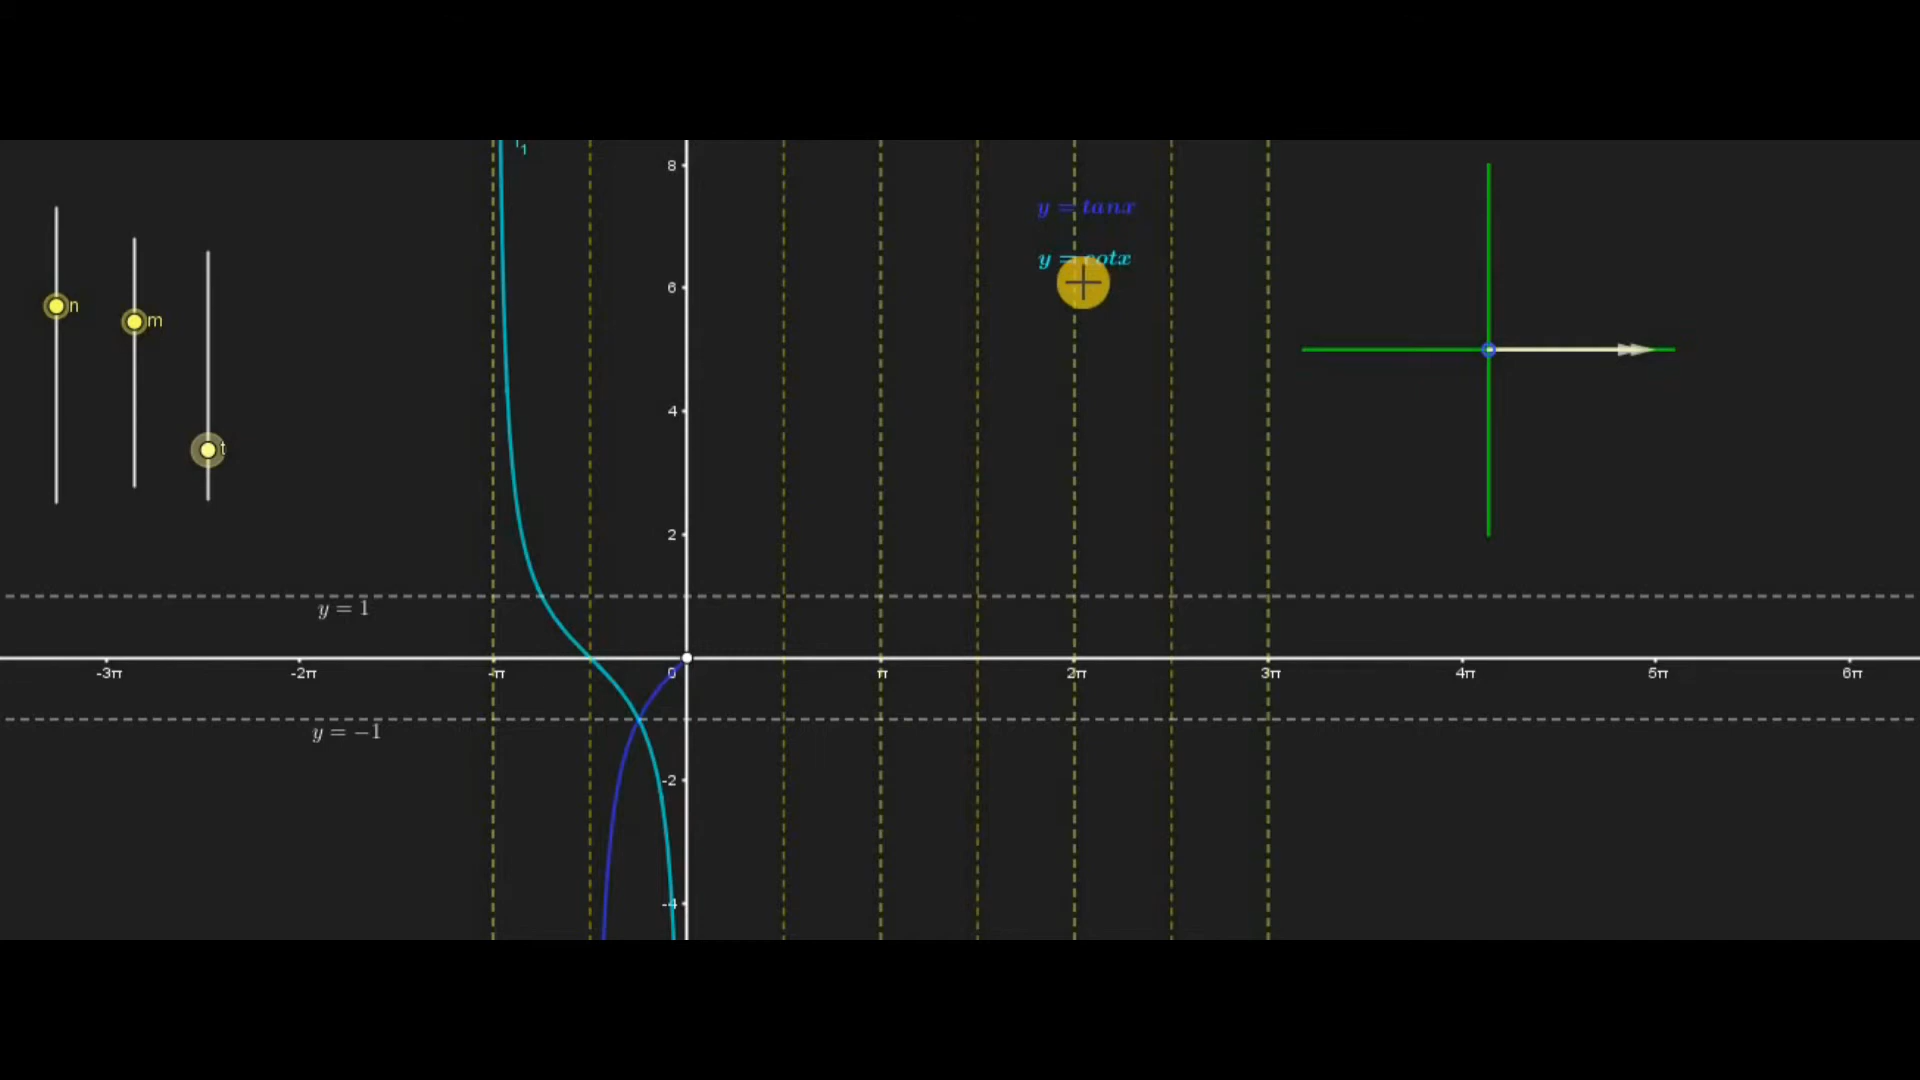 8
y = tanx
y = cotx
6
n
m
4
t
2
y = 1
-3π
-2π
-π
0
π
2π
3π
4π
5π
6π
y = −1
-2
-4